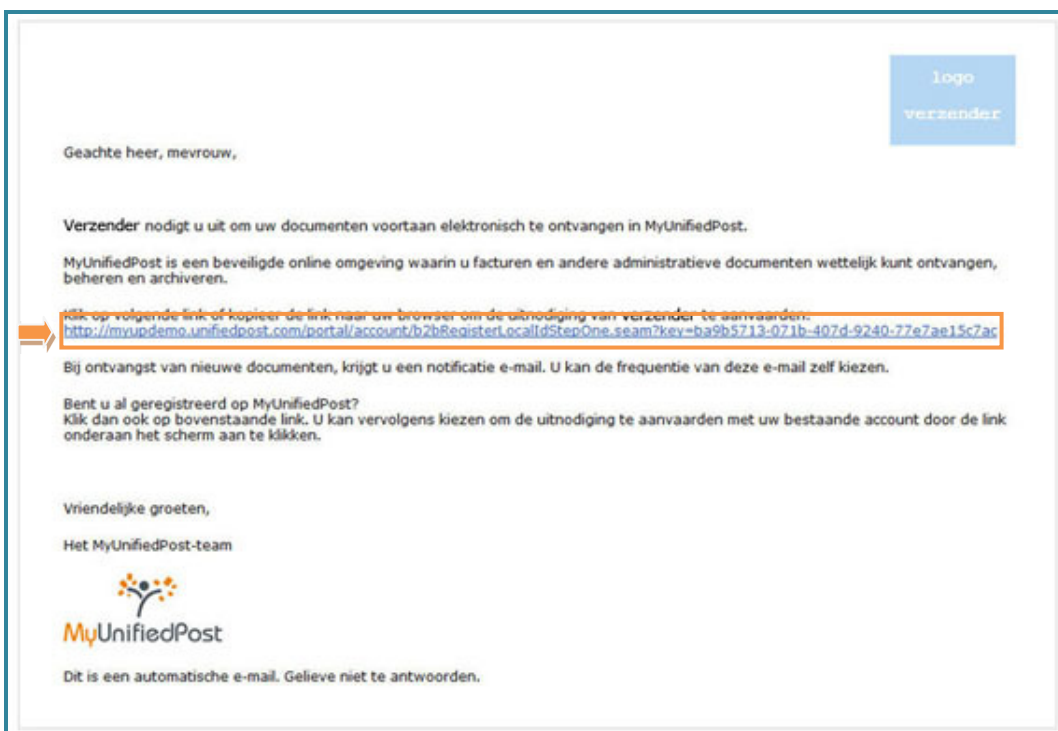 logo
verzender
Geachte heer, mevrouw,
Verzender nodigt u uit om uw documenten voortaan elektronisch te ontvangen in MyUnifiedPost.
MyUnifiedPost is een beveiligde online omgeving waarin u facturen en andere administratieve documenten wettelijk kunt ontvangen,
beheren en archiveren.
Klik op volgende link of kopieer de link naar uw browser om de uitnodiging van verzender te aanvaarden:
http://myupdemo.unifiedpost.com/portal/account/b2bRegisterLocalIdStepOne.seam?key=ba9b5713-071b-407d-9240-77e7ae15c7ac
Bij ontvangst van nieuwe documenten, krijgt u een notificatie e-mail. U kan de frequentie van deze e-mail zelf kiezen.
Bent u al geregistreerd op MyUnifiedPost?
Klik dan ook op bovenstaande link. U kan vervolgens kiezen om de uitnodiging te aanvaarden met uw bestaande account door de link
onderaan het scherm aan te klikken.
Vriendelijke groeten,
Het MyUnifiedPost-team
MyUnifiedPost
Dit is een automatische e-mail. Gelieve niet te antwoorden.